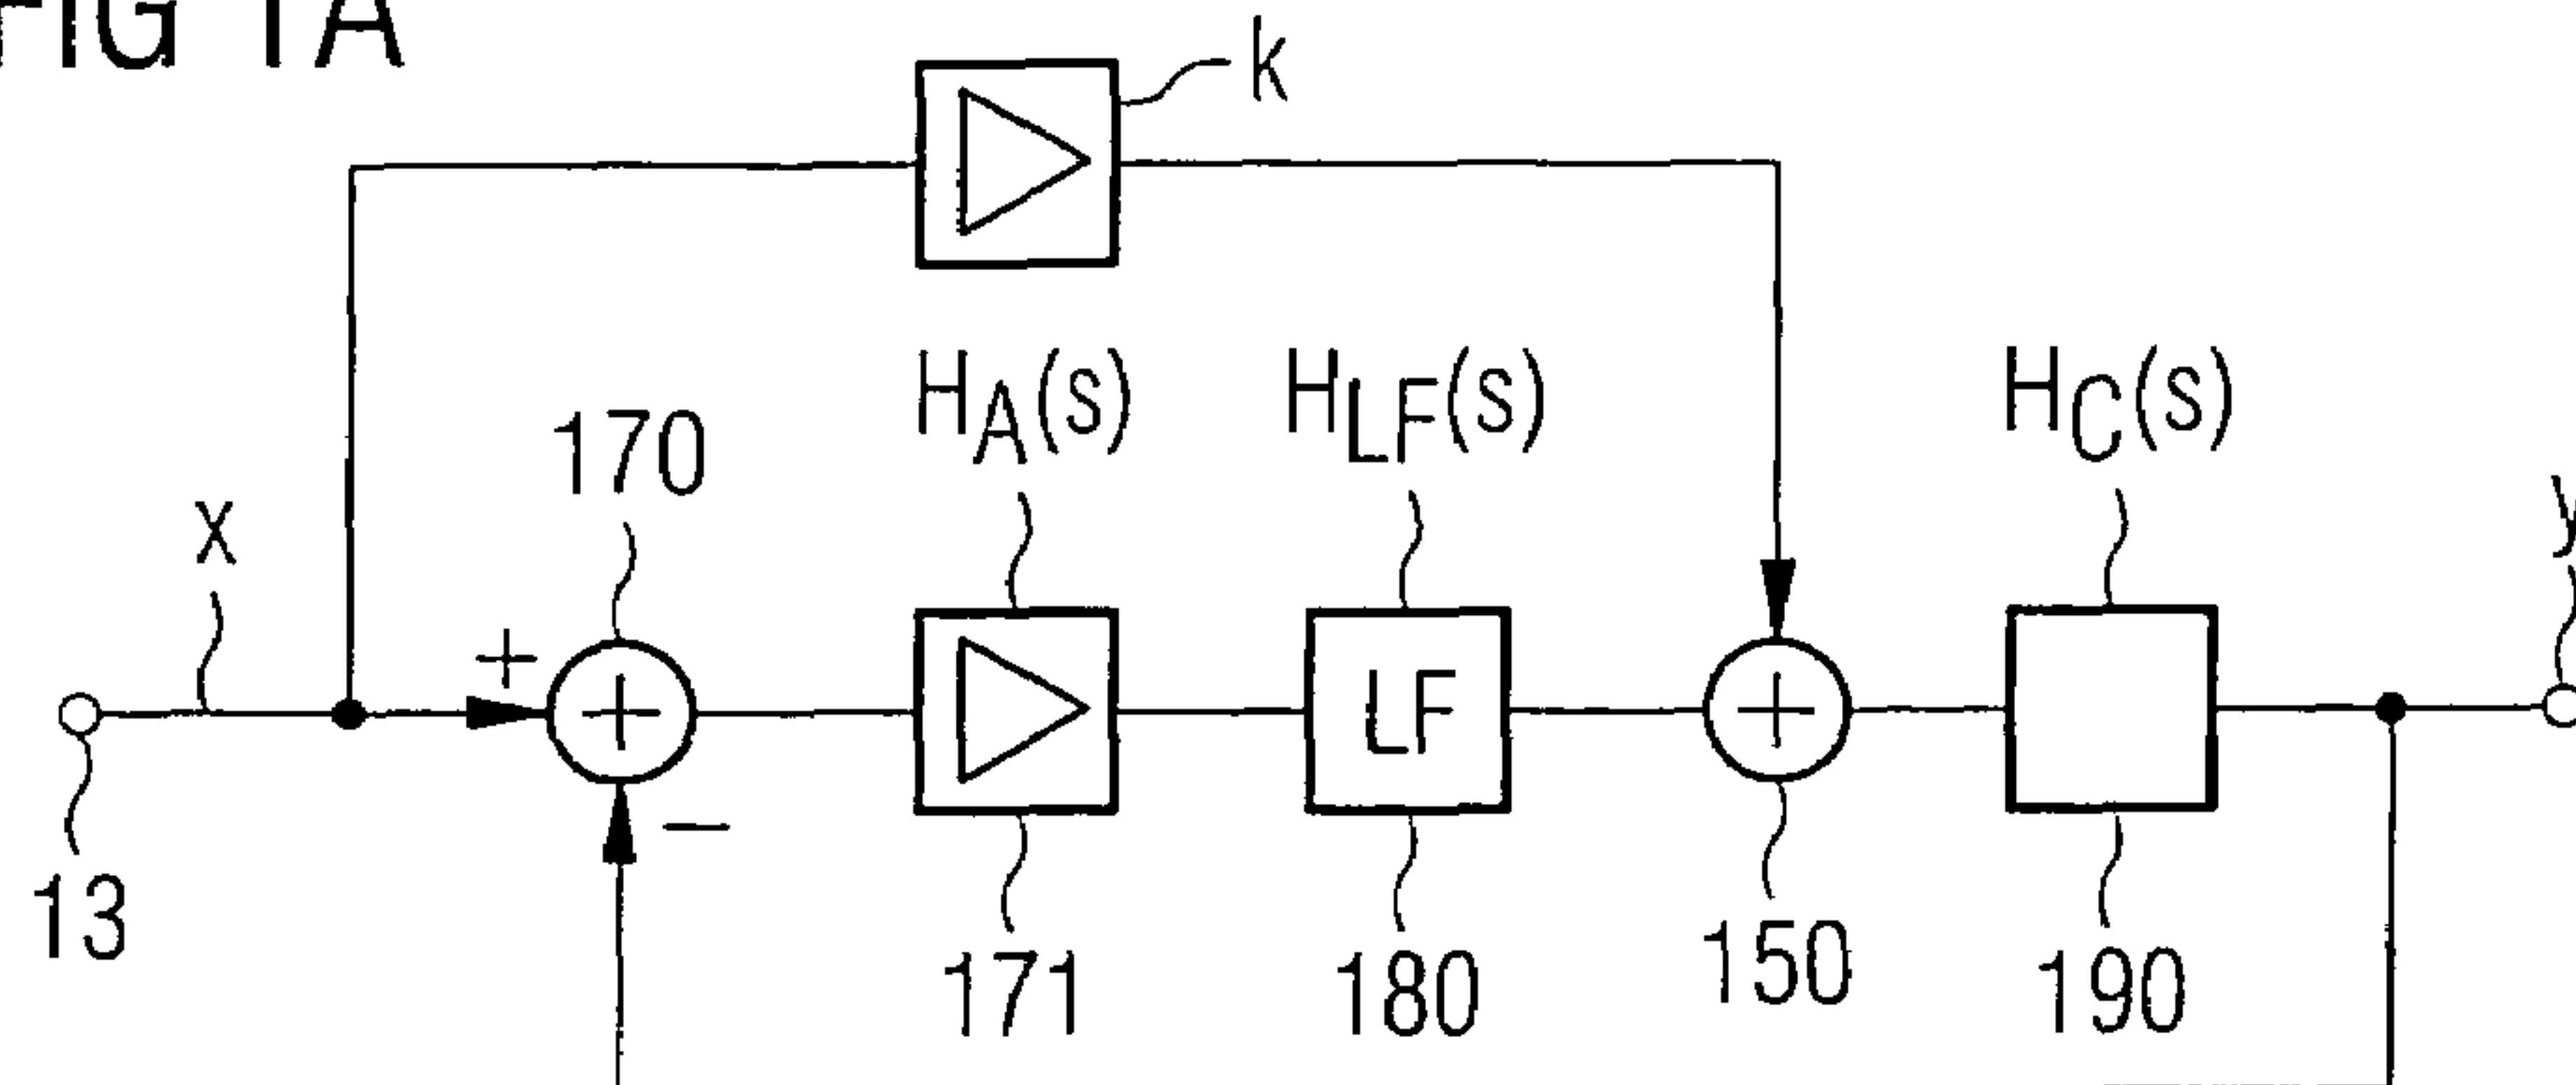 FIG 1A
k
HA(s)
HLF(s)
HC(s)
170
x
y
+
+
LF
+
−
13
171
180
150
190